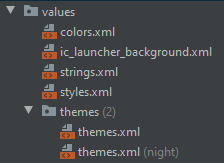 values
colors.xml
ic_launcher_background.xml
strings.xml
styles.xml
themes (2)
themes.xml
themes.xml (night)